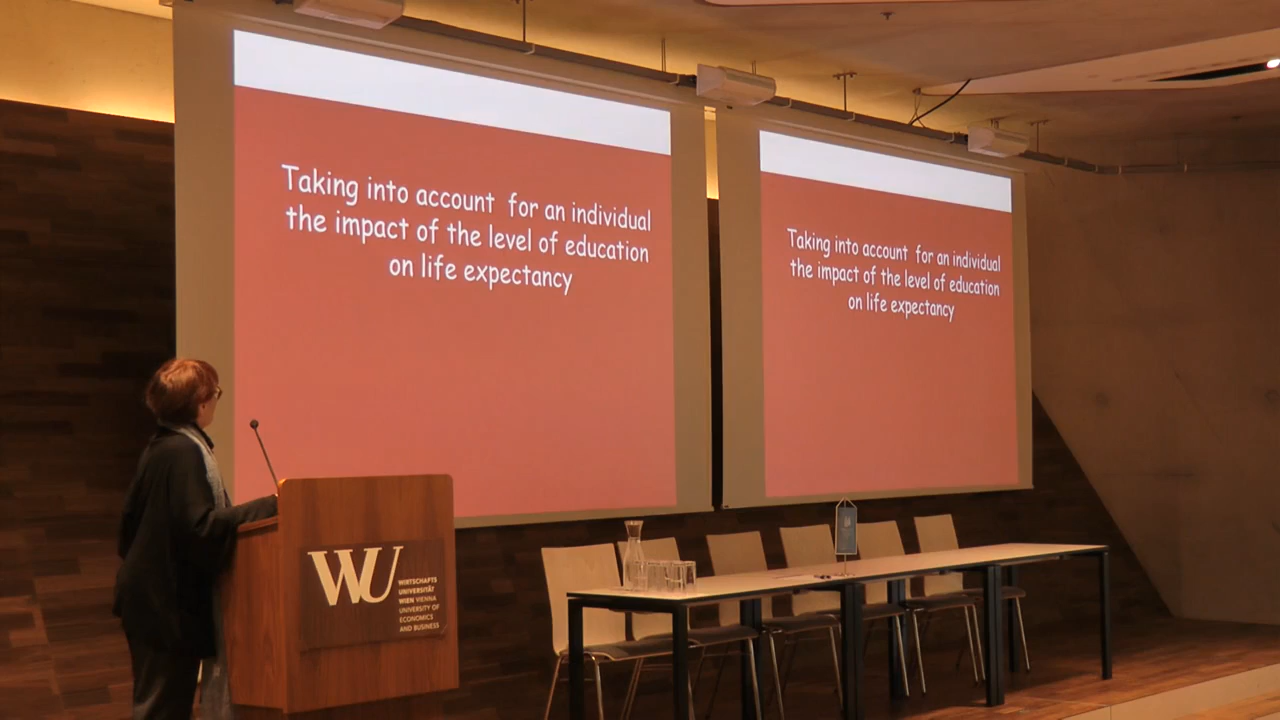 Taking into account for an individual
the impact of the level of education
on life expectancy
Taking into account for an individual
the impact of the level of education
on life expectancy
WU
WIRTSCHAFTS
UNIVERSITÄT
WIEN VIENNA
UNIVERSITY OF
ECONOMICS
AND BUSINESS